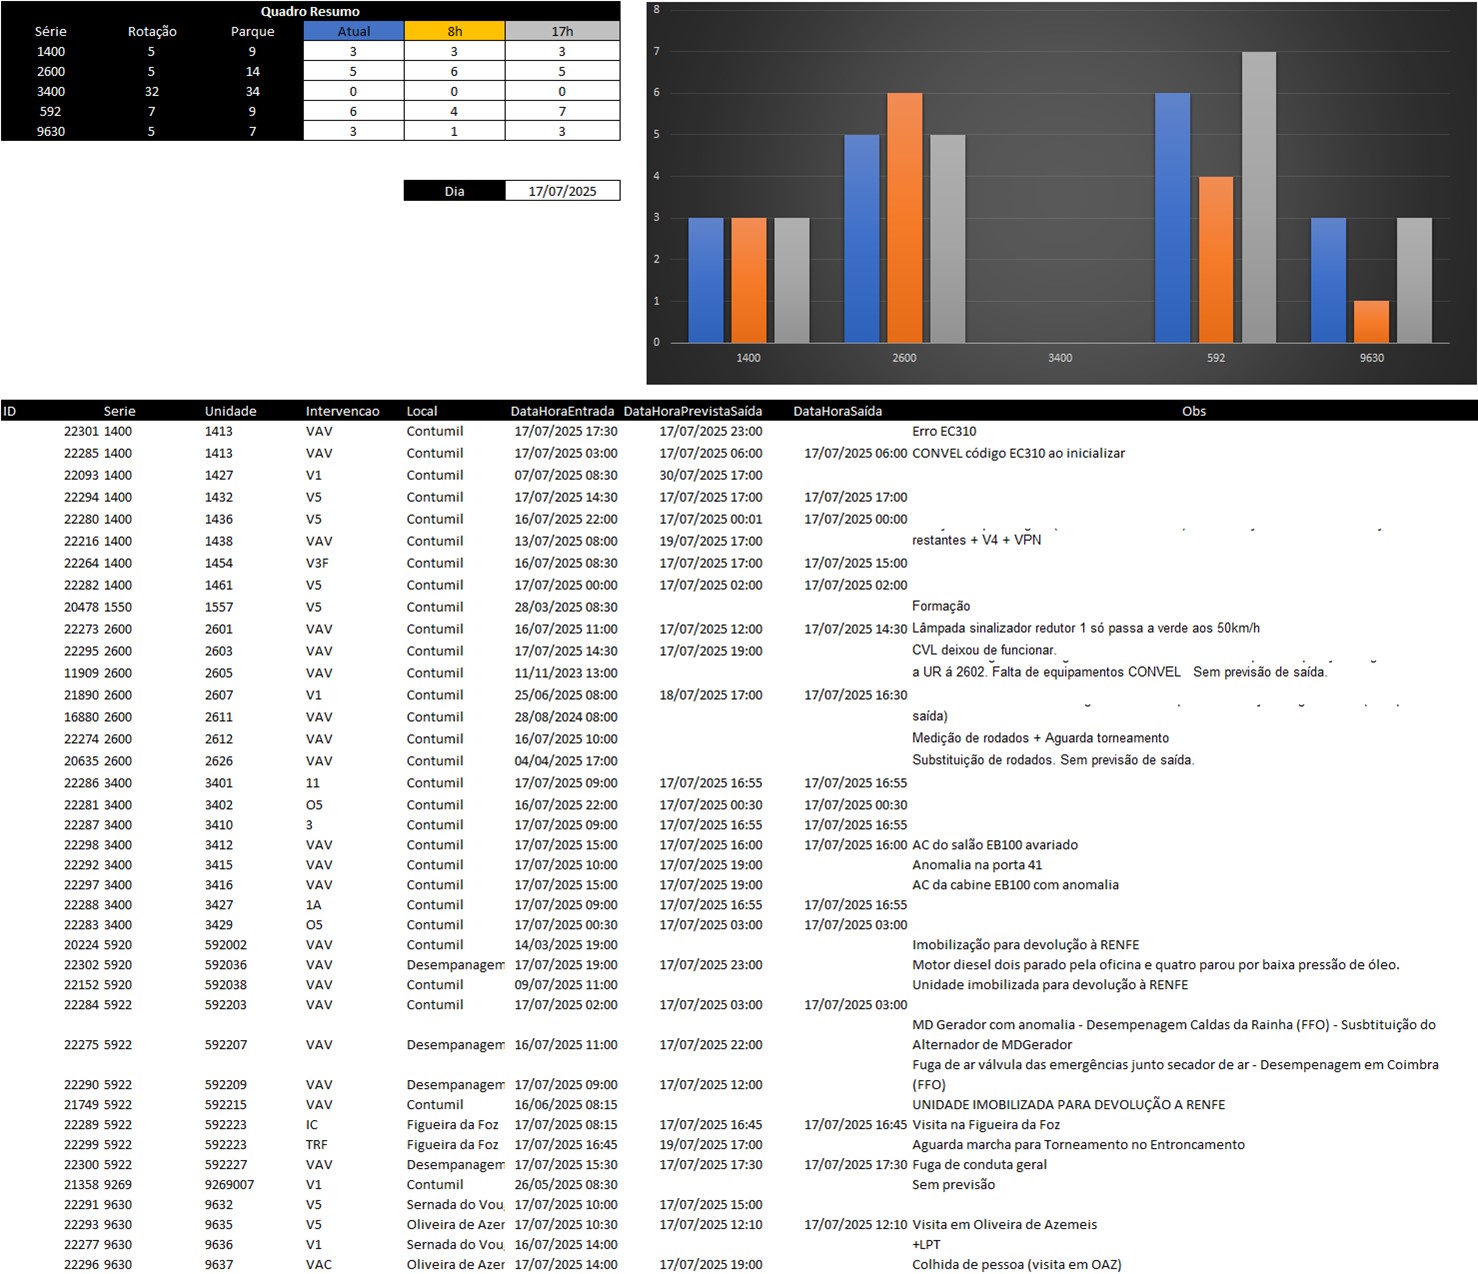 Quadro Resumo
Série Rotação Parque Atual 8h 17h
1400 5 9 3 3 3
2600 5 14 5 6 5
3400 32 34 0 0 0
592 7 9 6 4 7
9630 5 7 3 1 3
Dia 17/07/2025
8
7
6
5
4
3
2
1
0
1400 2600 3400 592 9630
ID Serie Unidade Intervencao Local DataHoraEntrada DataHoraPrevistaSaída DataHoraSaída Obs
22301 1400 1413 VAV Contumil 17/07/2025 17:30 17/07/2025 23:00 Erro EC310
22285 1400 1413 VAV Contumil 17/07/2025 03:00 17/07/2025 06:00 17/07/2025 06:00 CONVEL código EC310 ao inicializar
22093 1400 1427 V1 Contumil 07/07/2025 08:30 30/07/2025 17:00
22294 1400 1432 V5 Contumil 17/07/2025 14:30 17/07/2025 17:00 17/07/2025 17:00
22280 1400 1436 V5 Contumil 16/07/2025 22:00 17/07/2025 00:01 17/07/2025 00:00
22216 1400 1438 VAV Contumil 13/07/2025 08:00 19/07/2025 17:00 restantes + V4 + VPN
22264 1400 1454 V3F Contumil 16/07/2025 08:30 17/07/2025 17:00 17/07/2025 15:00
22282 1400 1461 V5 Contumil 17/07/2025 00:00 17/07/2025 02:00 17/07/2025 02:00
20478 1550 1557 V5 Contumil 28/03/2025 08:30 Formação
22273 2600 2601 VAV Contumil 16/07/2025 11:00 17/07/2025 12:00 17/07/2025 14:30 Lâmpada sinalizador redutor 1 só passa a verde aos 50km/h
22295 2600 2603 VAV Contumil 17/07/2025 14:30 17/07/2025 19:00 CVL deixou de funcionar.
11909 2600 2605 VAV Contumil 11/11/2023 13:00 a UR á 2602. Falta de equipamentos CONVEL Sem previsão de saída.
21890 2600 2607 V1 Contumil 25/06/2025 08:00 18/07/2025 17:00 17/07/2025 16:30
16880 2600 2611 VAV Contumil 28/08/2024 08:00 saída)
22274 2600 2612 VAV Contumil 16/07/2025 10:00 Medição de rodados + Aguarda torneamento
20635 2600 2626 VAV Contumil 04/04/2025 17:00 Substituição de rodados. Sem previsão de saída.
22286 3400 3401 11 Contumil 17/07/2025 09:00 17/07/2025 16:55 17/07/2025 16:55
22281 3400 3402 O5 Contumil 16/07/2025 22:00 17/07/2025 00:30 17/07/2025 00:30
22287 3400 3410 3 Contumil 17/07/2025 09:00 17/07/2025 16:55 17/07/2025 16:55
22298 3400 3412 VAV Contumil 17/07/2025 15:00 17/07/2025 16:00 17/07/2025 16:00 AC do salão EB100 avariado
22292 3400 3415 VAV Contumil 17/07/2025 10:00 17/07/2025 19:00 Anomalia na porta 41
22297 3400 3416 VAV Contumil 17/07/2025 15:00 17/07/2025 19:00 AC da cabine EB100 com anomalia
22288 3400 3427 1A Contumil 17/07/2025 09:00 17/07/2025 16:55 17/07/2025 16:55
22283 3400 3429 O5 Contumil 17/07/2025 00:30 17/07/2025 03:00 17/07/2025 03:00
20224 5920 592002 VAV Contumil 14/03/2025 19:00 Imobilização para devolução à RENFE
22302 5920 592036 VAV Desempanagem 17/07/2025 19:00 17/07/2025 23:00 Motor diesel dois parado pela oficina e quatro parou por baixa pressão de óleo.
22152 5920 592038 VAV Contumil 09/07/2025 11:00 Unidade imobilizada para devolução à RENFE
22284 5922 592203 VAV Contumil 17/07/2025 02:00 17/07/2025 03:00 17/07/2025 03:00
MD Gerador com anomalia - Desempenagem Caldas da Rainha (FFO) - Susbtituição do
22275 5922 592207 VAV Desempanagem 16/07/2025 11:00 17/07/2025 22:00 Alternador de MDGerador
Fuga de ar válvula das emergências junto secador de ar - Desempenagem em Coimbra
22290 5922 592209 VAV Desempanagem 17/07/2025 09:00 17/07/2025 12:00 (FFO)
21749 5922 592215 VAV Contumil 16/06/2025 08:15 UNIDADE IMOBILIZADA PARA DEVOLUÇÃO A RENFE
22289 5922 592223 IC Figueira da Foz 17/07/2025 08:15 17/07/2025 16:45 17/07/2025 16:45 Visita na Figueira da Foz
22299 5922 592223 TRF Figueira da Foz 17/07/2025 16:45 19/07/2025 17:00 Aguarda marcha para Torneamento no Entroncamento
22300 5922 592227 VAV Desempanagem 17/07/2025 15:30 17/07/2025 17:30 17/07/2025 17:30 Fuga de conduta geral
21358 9269 9269007 V1 Contumil 26/05/2025 08:30 Sem previsão
22291 9630 9632 V5 Sernada do Vou 17/07/2025 10:00 17/07/2025 15:00
22293 9630 9635 V5 Oliveira de Azer 17/07/2025 10:30 17/07/2025 12:10 17/07/2025 12:10 Visita em Oliveira de Azemeis
22277 9630 9636 V1 Sernada do Vou 16/07/2025 14:00 +LPT
22296 9630 9637 VAC Oliveira de Azer 17/07/2025 14:00 17/07/2025 19:00 Colhida de pessoa (visita em OAZ)